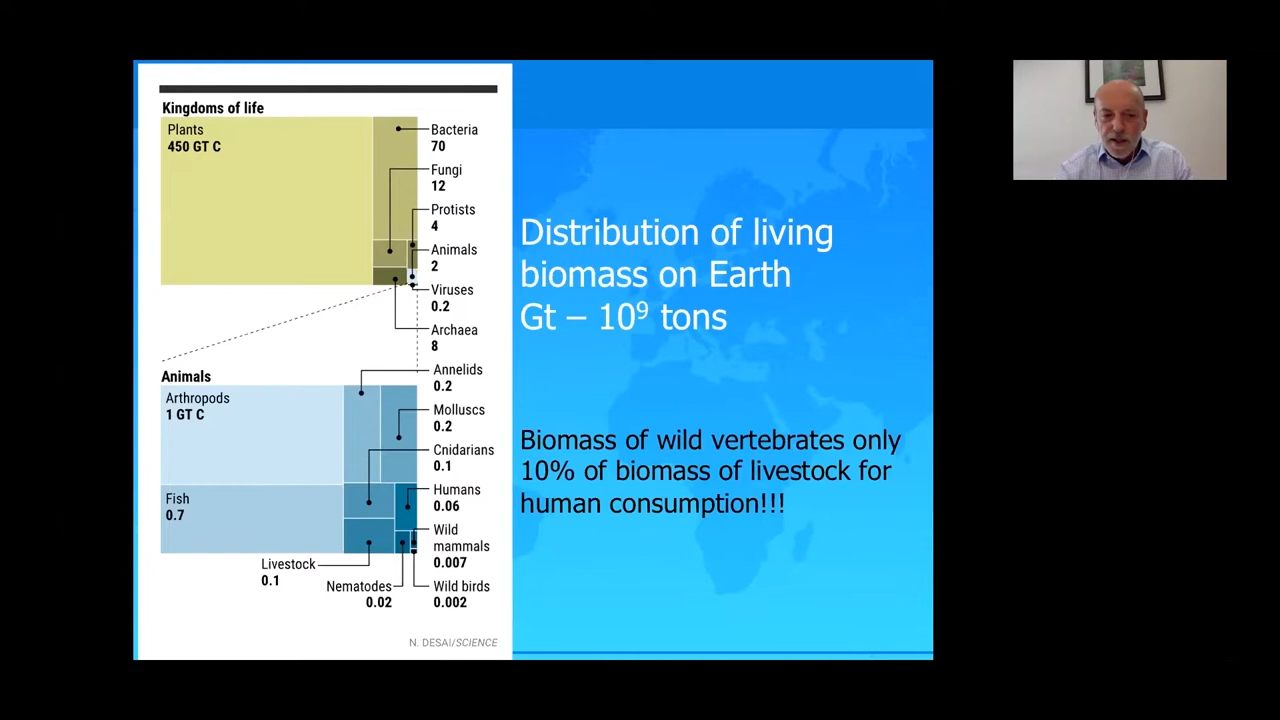 Kingdoms of life
Plants
450 GT C
Bacteria
70
Fungi
12
Protists
4
Animals
2
Viruses
0.2
Archaea
8
Animals
Arthropods
1 GT C
Fish
0.7
Annelids
0.2
Molluscs
0.2
Cnidarians
0.1
Humans
0.06
Wild
mammals
0.007
Livestock
0.1
Nematodes
0.02
Wild birds
0.002
N. DESAI/SCIENCE
Distribution of living
biomass on Earth
Gt – 10⁹ tons
Biomass of wild vertebrates only
10% of biomass of livestock for
human consumption!!!